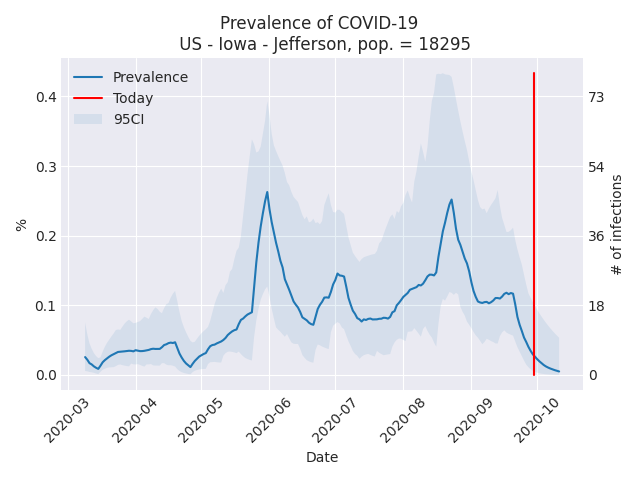 Prevalence of COVID-19
US - Iowa - Jefferson, pop. = 18295
Prevalence
Today
95CI
0.4
0.3
0.2
0.1
0.0
%
73
54
36
18
0
# of infections
2020-03
2020-04
2020-05
2020-06
2020-07
2020-08
2020-09
2020-10
Date